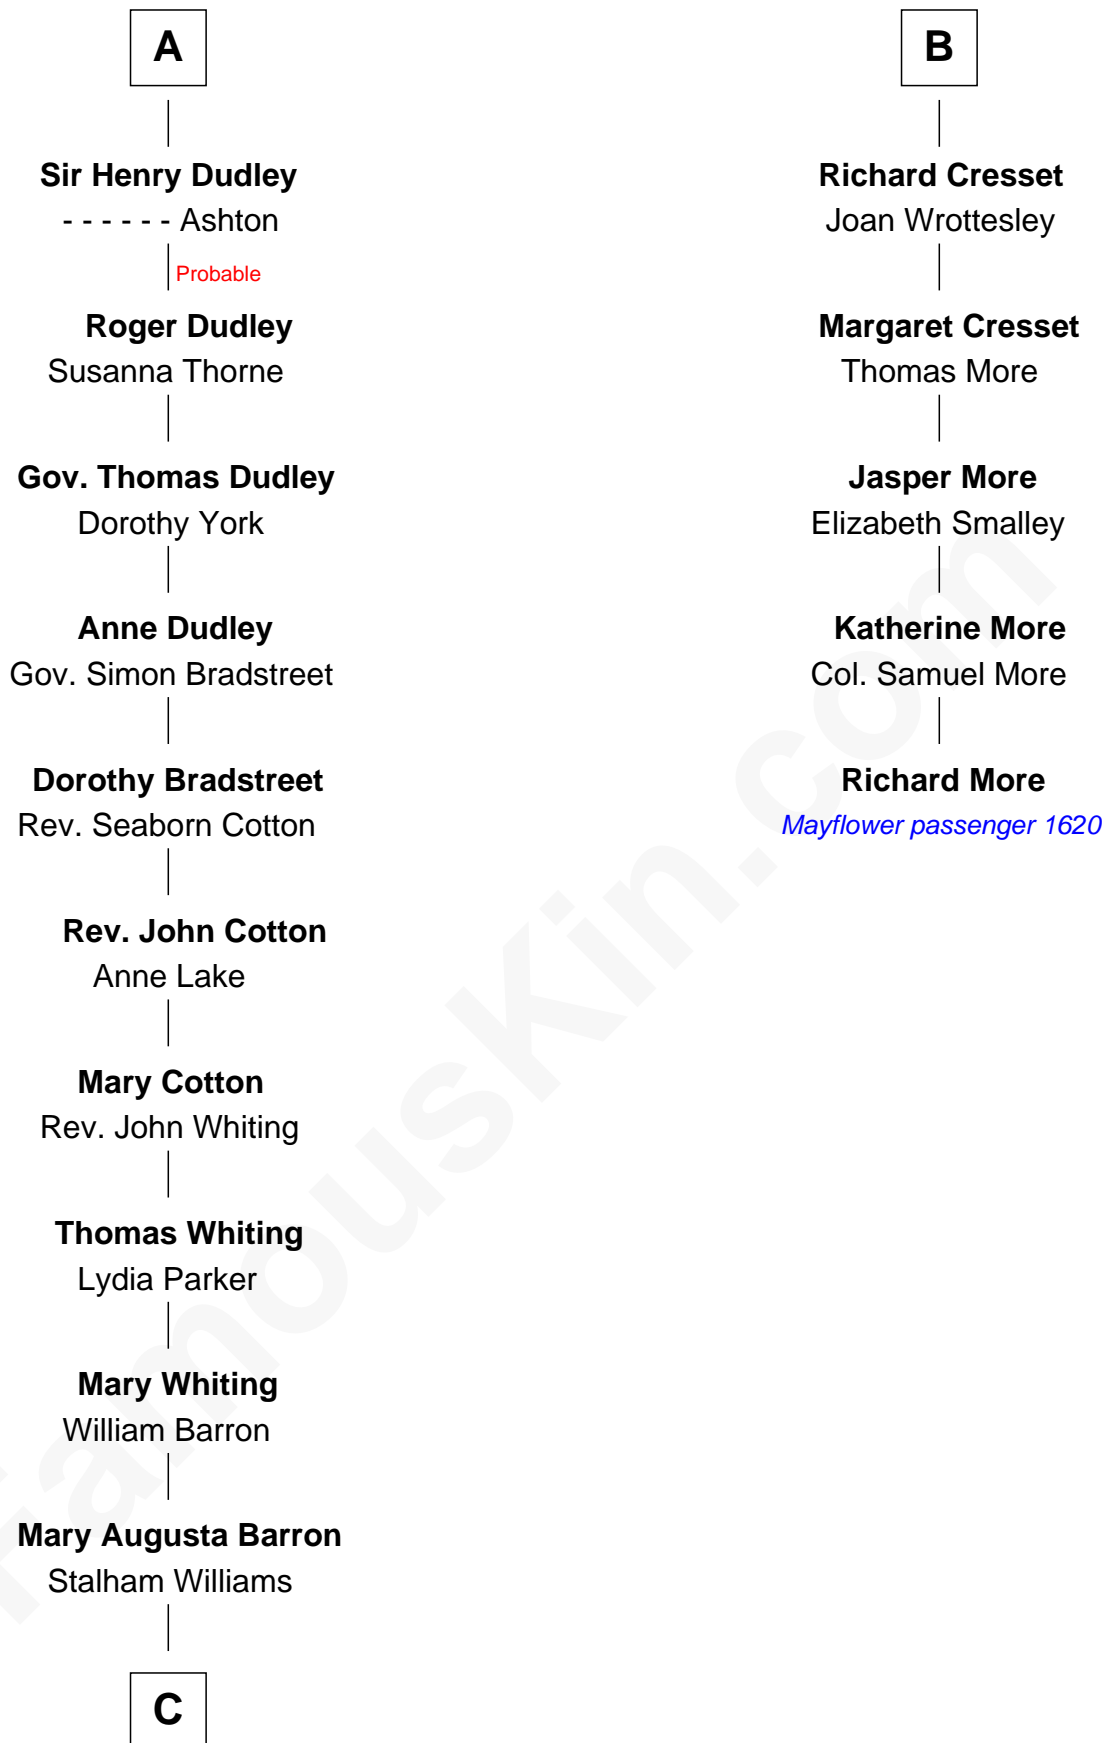 A
Sir Henry Dudley
- - - - - - Ashton
Probable
Roger Dudley
Susanna Thorne
Gov. Thomas Dudley
Dorothy York
Anne Dudley
Gov. Simon Bradstreet
Dorothy Bradstreet
Rev. Seaborn Cotton
Rev. John Cotton
Anne Lake
Mary Cotton
Rev. John Whiting
Thomas Whiting
Lydia Parker
Mary Whiting
William Barron
Mary Augusta Barron
Stalham Williams
C
B
Richard Cresset
Joan Wrottesley
Margaret Cresset
Thomas More
Jasper More
Elizabeth Smalley
Katherine More
Col. Samuel More
Richard More
Mayflower passenger 1620
FamousKin.com